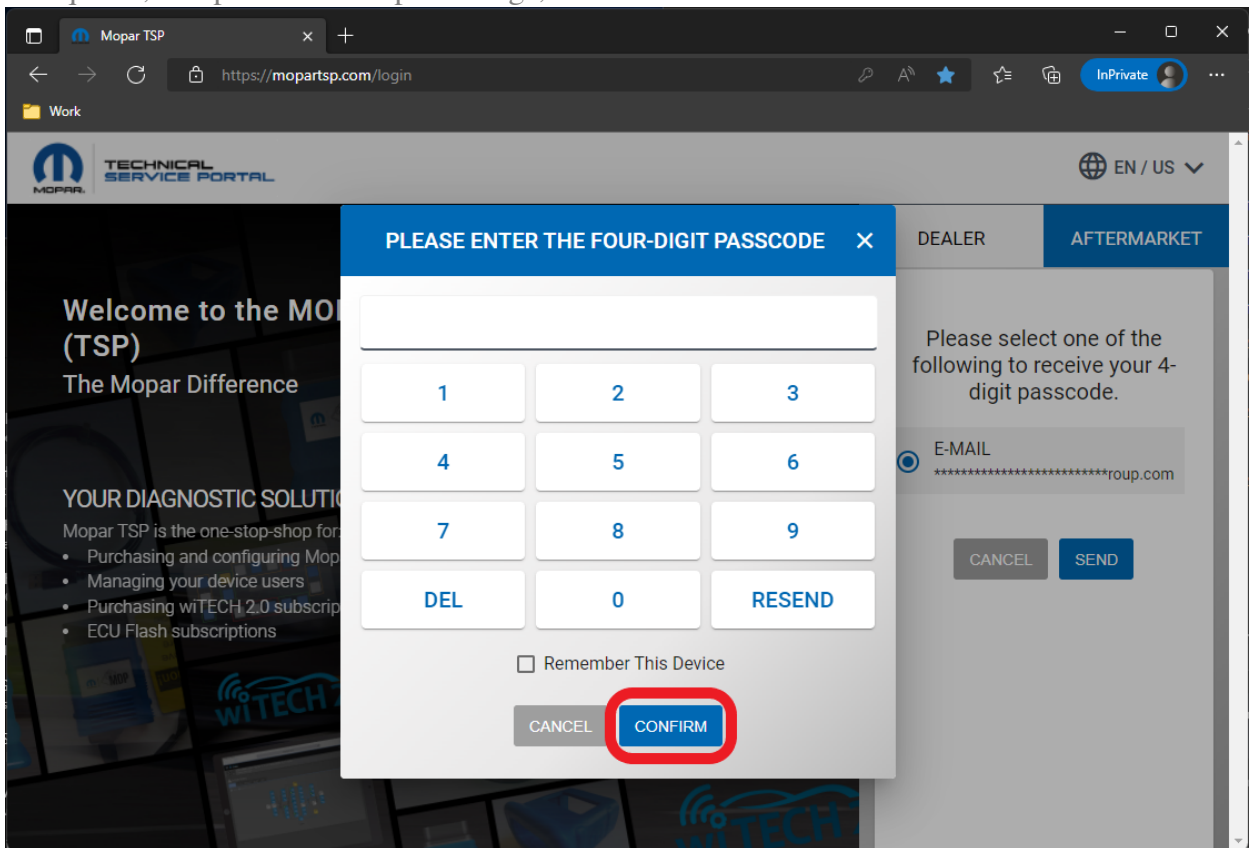 Mopar TSP
https://mopartsp.com/login
InPrivate
Work
MOPAR.
TECHNICAL
SERVICE PORTAL
EN / US
PLEASE ENTER THE FOUR-DIGIT PASSCODE
DEALER
AFTERMARKET
Welcome to the MO
(TSP)
The Mopar Difference
YOUR DIAGNOSTIC SOLUTI
Mopar TSP is the one-stop-shop for:
• Purchasing and configuring Mop
• Managing your device users
• Purchasing wiTECH 2.0 subscrip
• ECU Flash subscriptions
wiTECH
1
2
3
4
5
6
7
8
9
DEL
0
RESEND
Remember This Device
CANCEL
CONFIRM
Please select one of the
following to receive your 4-
digit passcode.
E-MAIL
***************************roup.com
CANCEL
SEND
wiTECH